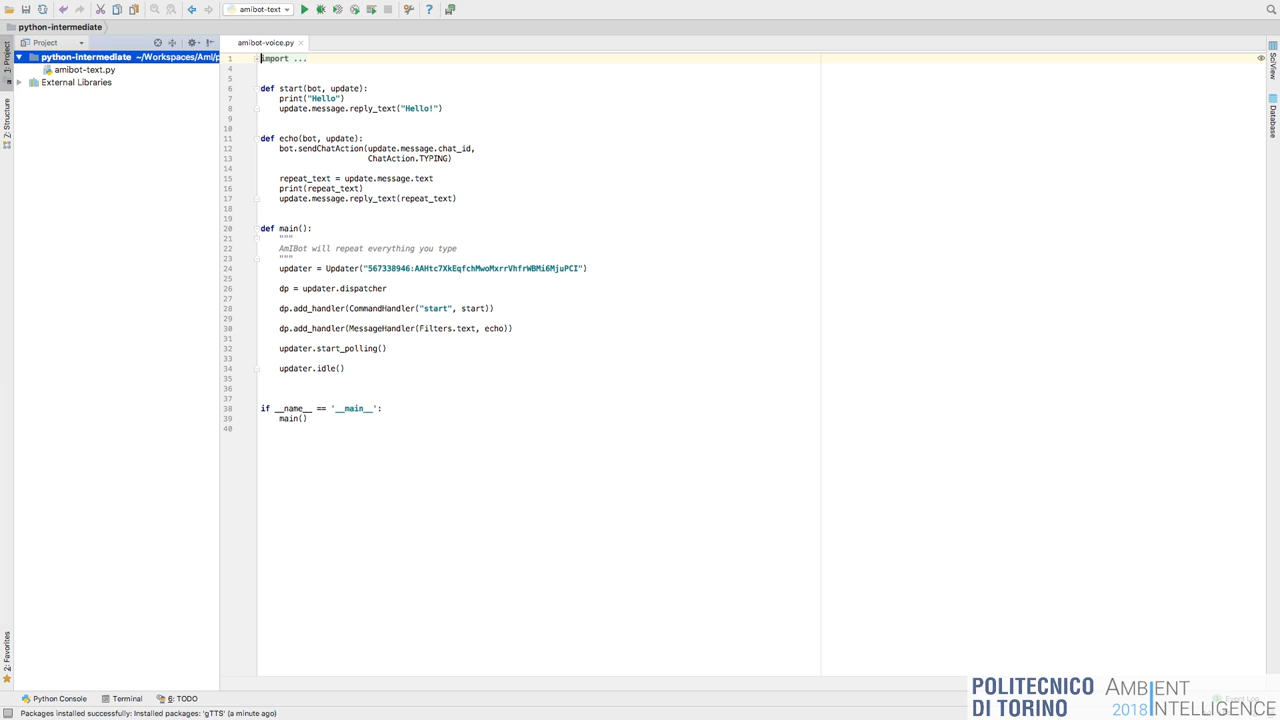 amibot-text
python-intermediate
Project
amibot-voice.py
1: Project
python-intermediate ~/Workspaces/AmI/p
amibot-text.py
External Libraries
7: Structure
2: Favorites
SciView
Database
1 import ...
4
5
6 def start(bot, update):
7 print("Hello")
8 update.message.reply_text("Hello!")
9
10
11 def echo(bot, update):
12 bot.sendChatAction(update.message.chat_id,
13 ChatAction.TYPING)
14
15 repeat_text = update.message.text
16 print(repeat_text)
17 update.message.reply_text(repeat_text)
18
19
20 def main():
21 """
22 AmIBot will repeat everything you type
23 """
24 updater = Updater("567338946:AAHtc7XkEqfchMwoMxrrVhfrWBMi6MjuPCI")
25
26 dp = updater.dispatcher
27
28 dp.add_handler(CommandHandler("start", start))
29
30 dp.add_handler(MessageHandler(Filters.text, echo))
31
32 updater.start_polling()
33
34 updater.idle()
35
36
37
38 if __name__ == '__main__':
39 main()
40
Python Console
Terminal
6: TODO
Event Log
Packages installed successfully: Installed packages: 'gTTS' (a minute ago)
POLITECNICO
DI TORINO
AMBIENT
2018 INTELLIGENCE